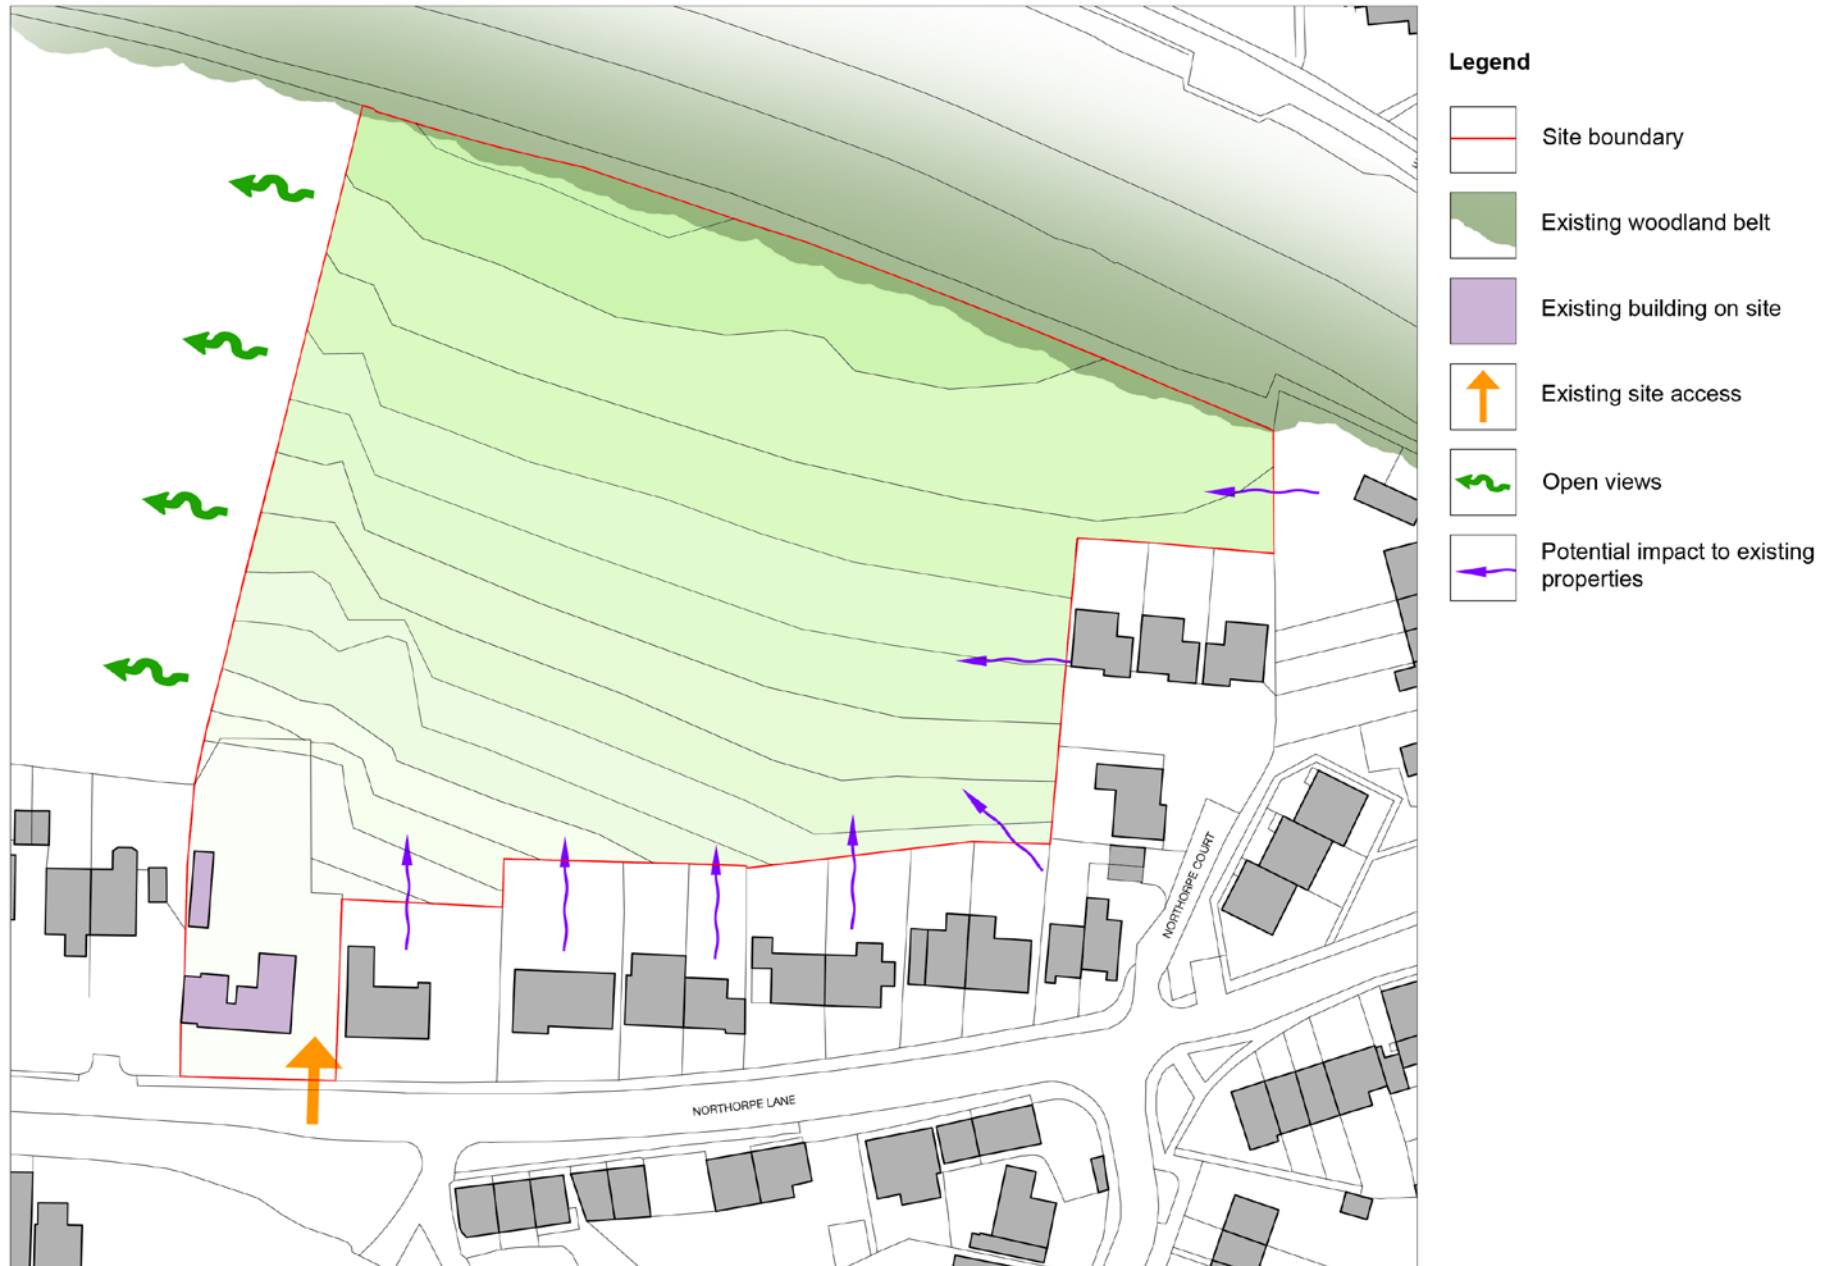 Legend
Site boundary
Existing woodland belt
Existing building on site
Existing site access
Open views
Potential impact to existing
properties
NORTHORPE COURT
NORTHORPE LANE